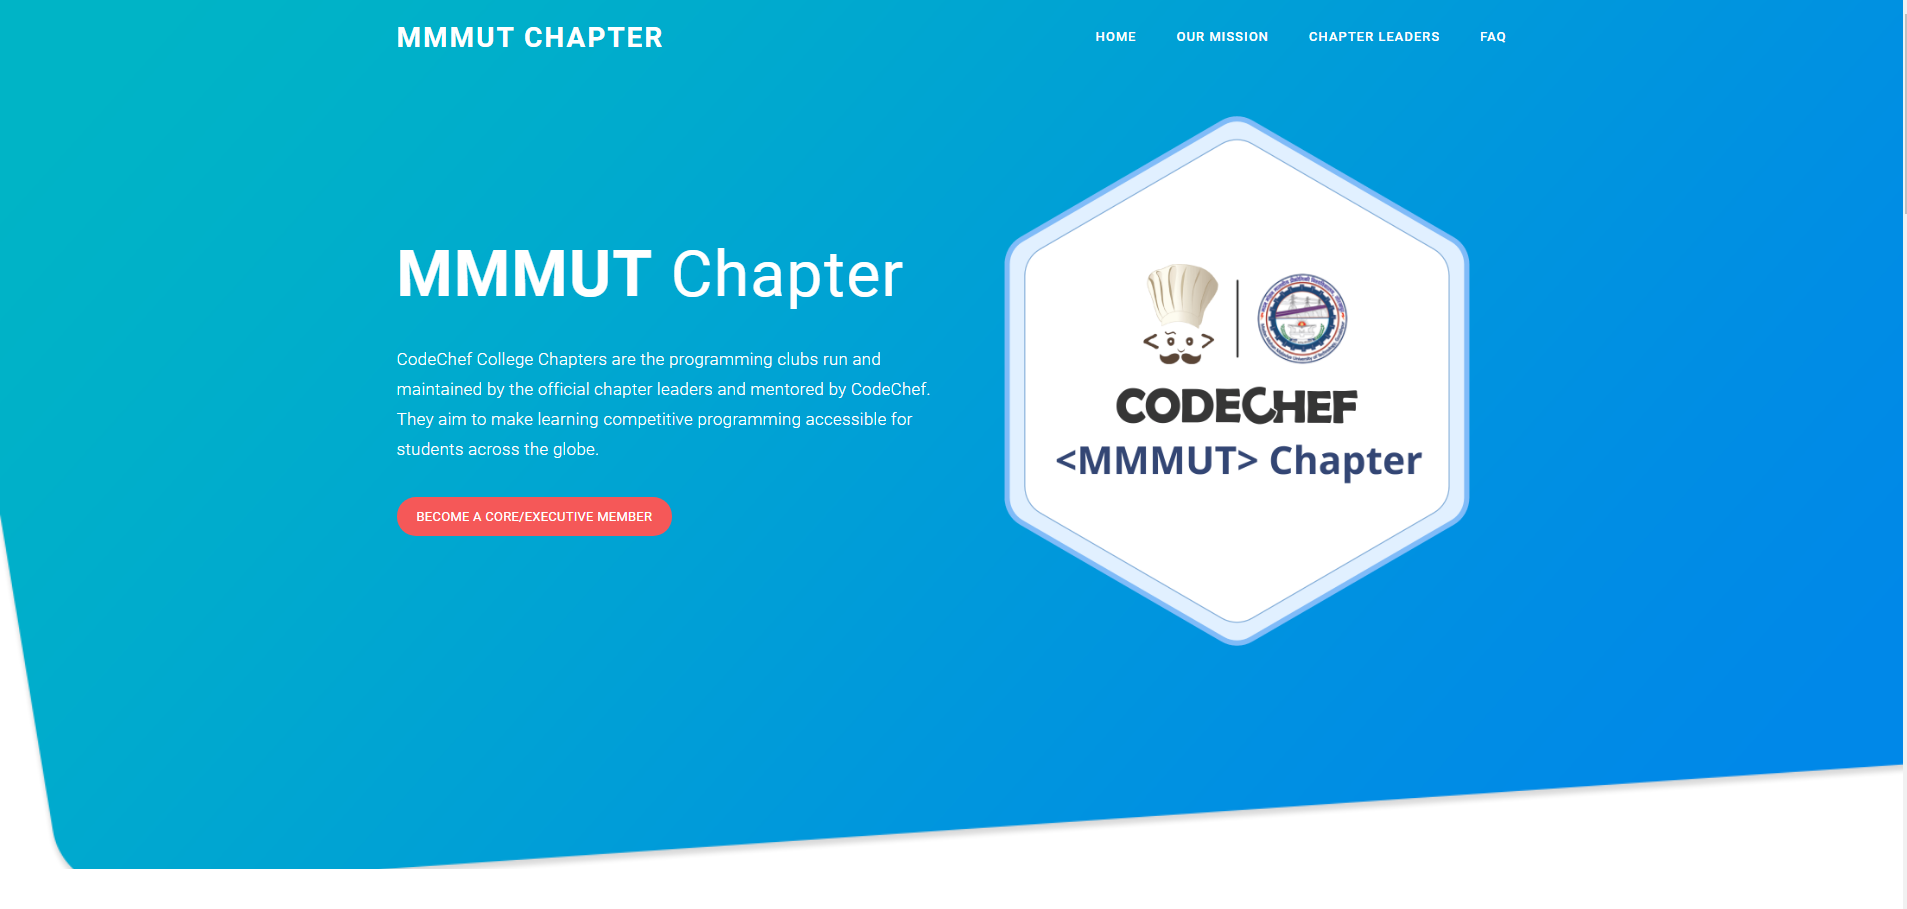 MMMUT CHAPTER
HOME
OUR MISSION
CHAPTER LEADERS
FAQ
MMMUT Chapter
CodeChef College Chapters are the programming clubs run and
maintained by the official chapter leaders and mentored by CodeChef.
They aim to make learning competitive programming accessible for
students across the globe.
BECOME A CORE/EXECUTIVE MEMBER
CODECHEF
<MMMUT> Chapter